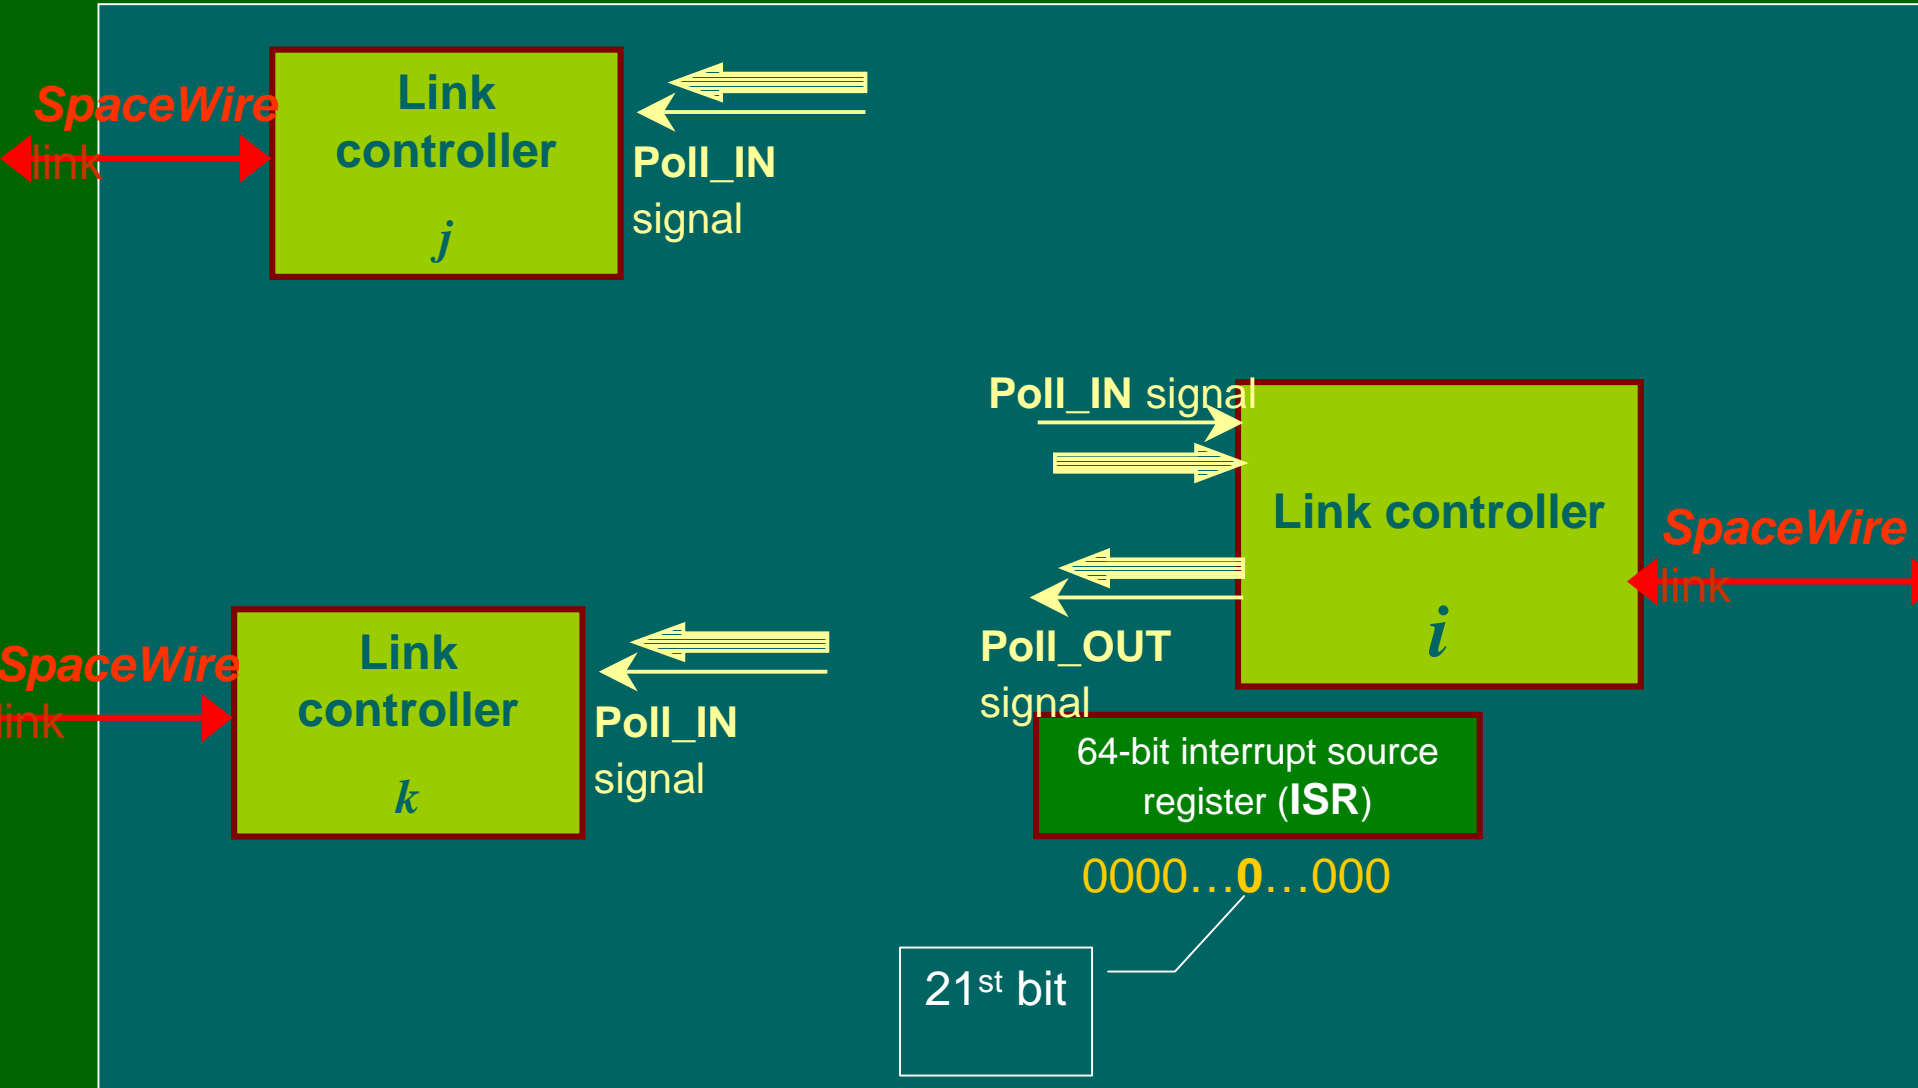 SpaceWire
link
Link
controller
j
Poll_IN
signal
Poll_IN signal
Link controller
i
SpaceWire
link
Poll_OUT
signal
SpaceWire
link
Link
controller
k
Poll_IN
signal
64-bit interrupt source
register (ISR)
0000…0…000
21st bit